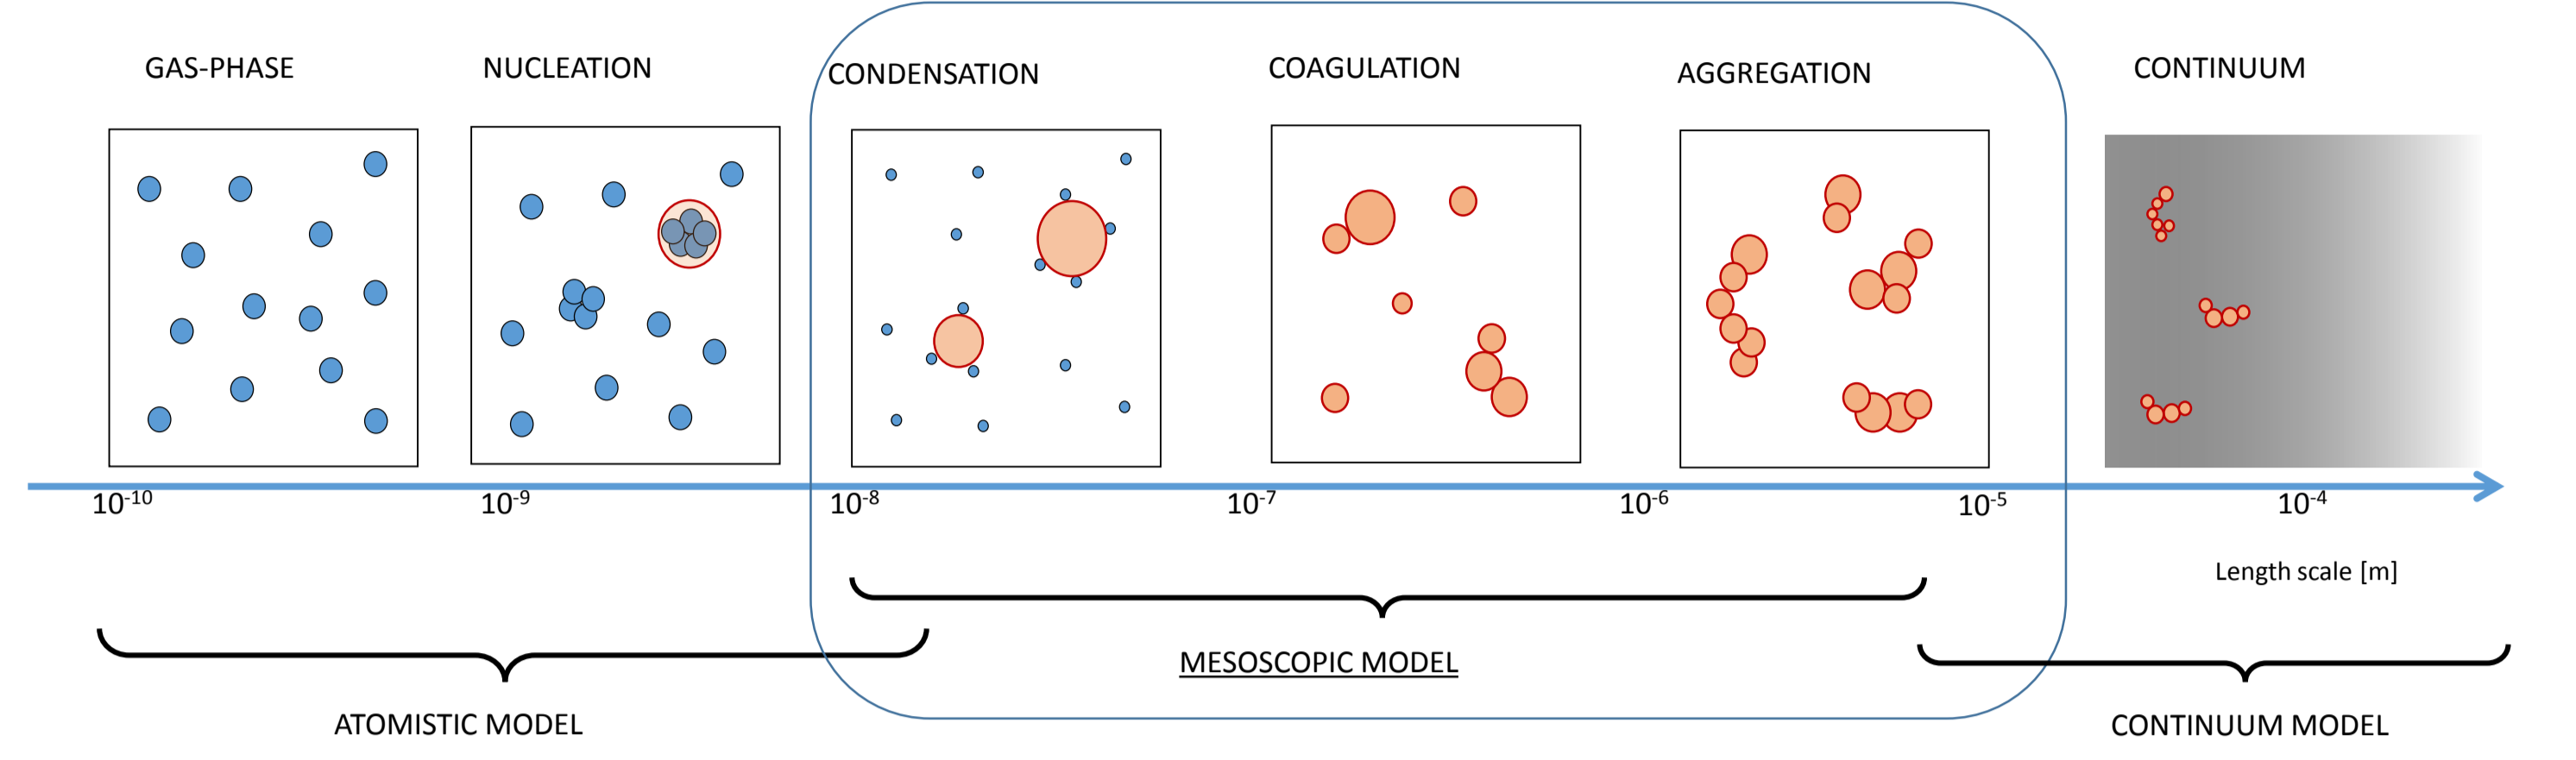 GAS-PHASE
NUCLEATION
CONDENSATION
COAGULATION
AGGREGATION
CONTINUUM
10⁻¹⁰
10⁻⁹
10⁻⁸
10⁻⁷
10⁻⁶
10⁻⁵
10⁻⁴
Length scale [m]
MESOSCOPIC MODEL
ATOMISTIC MODEL
CONTINUUM MODEL